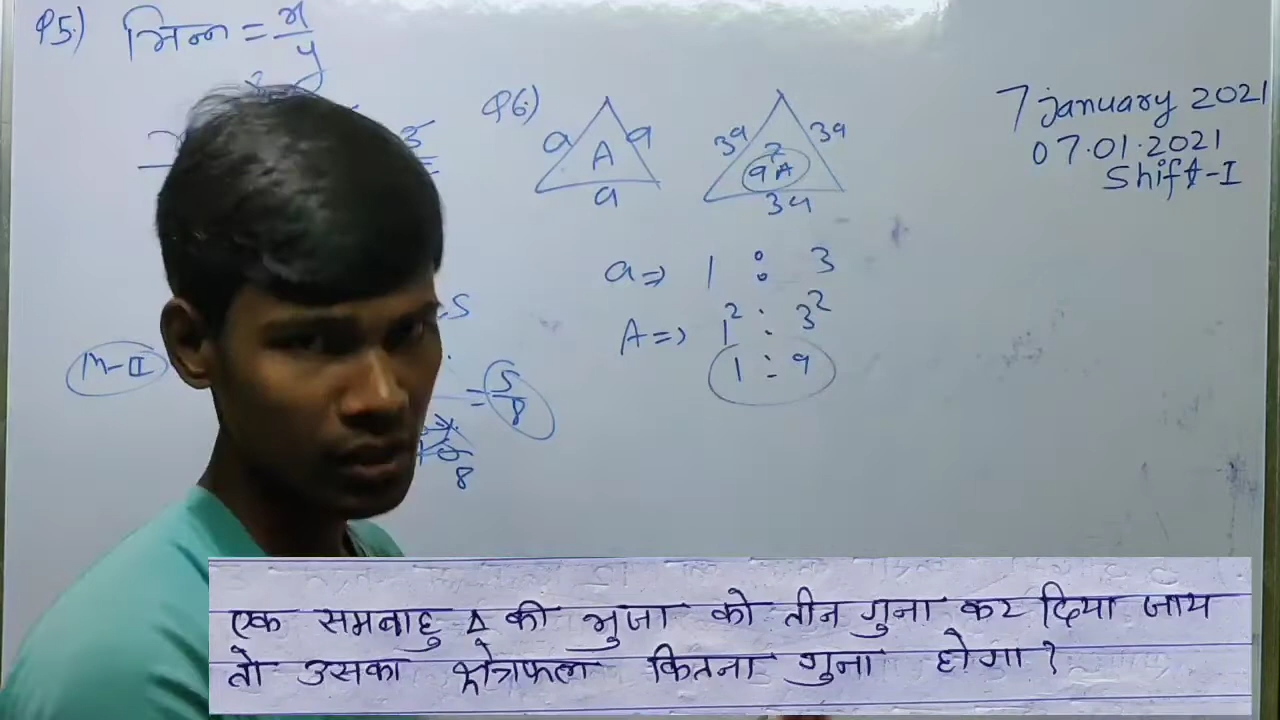 Q5.) भिन्न = x/y
5
M-II
= 5/8
8
Q6.)
a A a
a
3a 9A 3a
3a
a => 1 : 3
A => 1² : 3²
1 : 9
7 January 2021
07.01.2021
Shift-I
एक समबाहु Δ की भुजा को तीन गुना कर दिया जाय
तो उसका क्षेत्रफल कितना गुना होगा ?